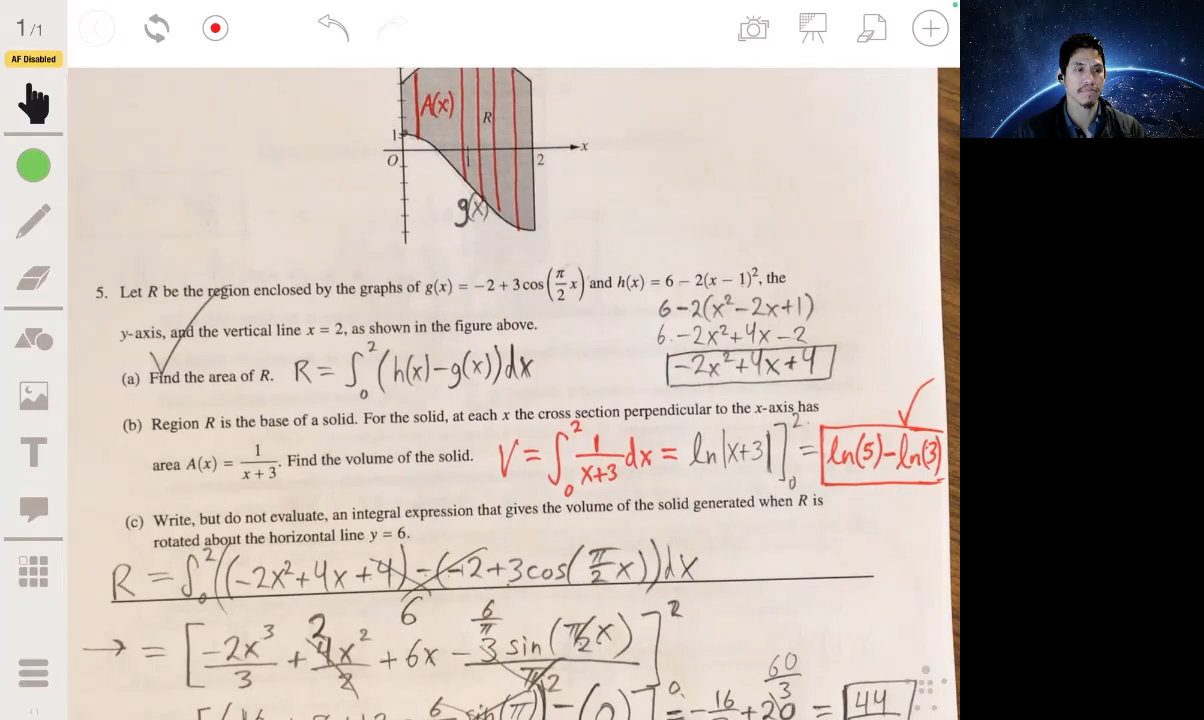 1/1
AF Disabled
A(x)
R
1
O
1
2
x
g(x)
5. Let R be the region enclosed by the graphs of g(x) = −2 + 3 cos(π/2 x) and h(x) = 6 − 2(x − 1)², the
6-2(x²-2x+1)
y-axis, and the vertical line x = 2, as shown in the figure above.
6-2x²+4x-2
(a) Find the area of R. R = ∫₀² (h(x)-g(x))dx
-2x²+4x+4
(b) Region R is the base of a solid. For the solid, at each x the cross section perpendicular to the x-axis has
area A(x) = 1/(x + 3). Find the volume of the solid. V = ∫₀² 1/(x+3) dx = ln|x+3|]₀² = ln(5)-ln(3)
(c) Write, but do not evaluate, an integral expression that gives the volume of the solid generated when R is
rotated about the horizontal line y = 6.
R = ∫₀² ((-2x²+4x+4) - (-2+3cos(π/2 x))dx
6
→ = [-2x³/3 + 4x²/2 + 6x - 3 sin(π/2 x)/(π/2)]²
2
6/π
60/3
= -16 + 20 = 44